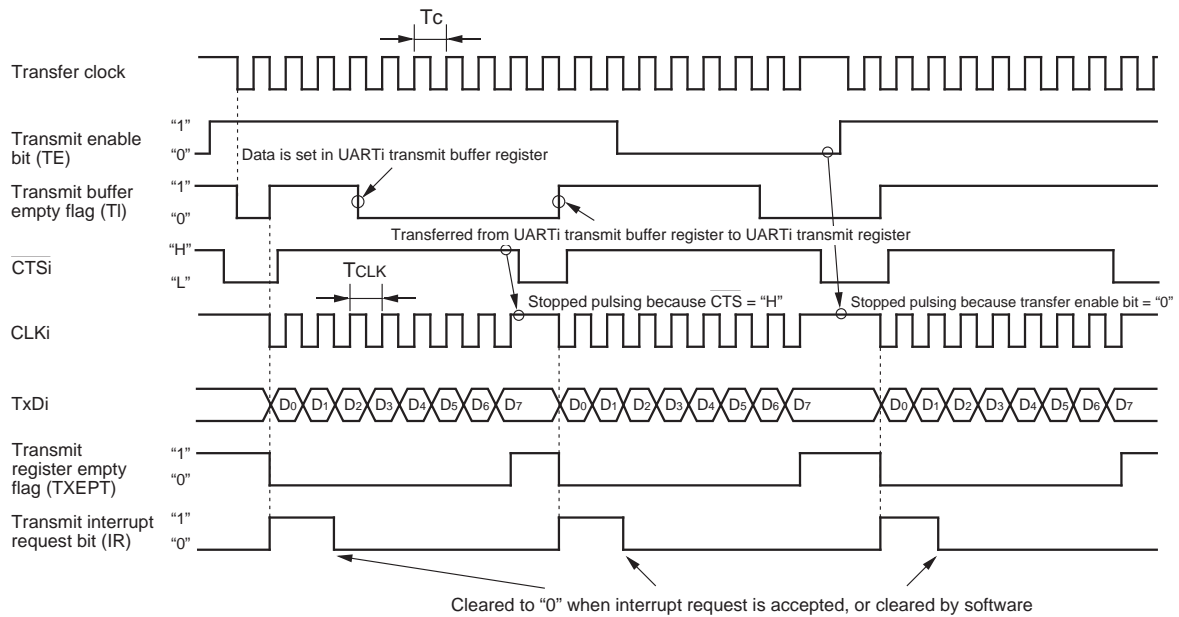 Tc
Transfer clock
Transmit enable
bit (TE)
“1”
“0”
Data is set in UARTi transmit buffer register
Transmit buffer
empty flag (TI)
“1”
“0”
Transferred from UARTi transmit buffer register to UARTi transmit register
CTSi
“H”
“L”
TCLK
Stopped pulsing because CTS = “H”
Stopped pulsing because transfer enable bit = “0”
CLKi
TxDi
D0 D1 D2 D3 D4 D5 D6 D7 D0 D1 D2 D3 D4 D5 D6 D7 D0 D1 D2 D3 D4 D5 D6 D7
Transmit
register empty
flag (TXEPT)
“1”
“0”
Transmit interrupt
request bit (IR)
“1”
“0”
Cleared to “0” when interrupt request is accepted, or cleared by software